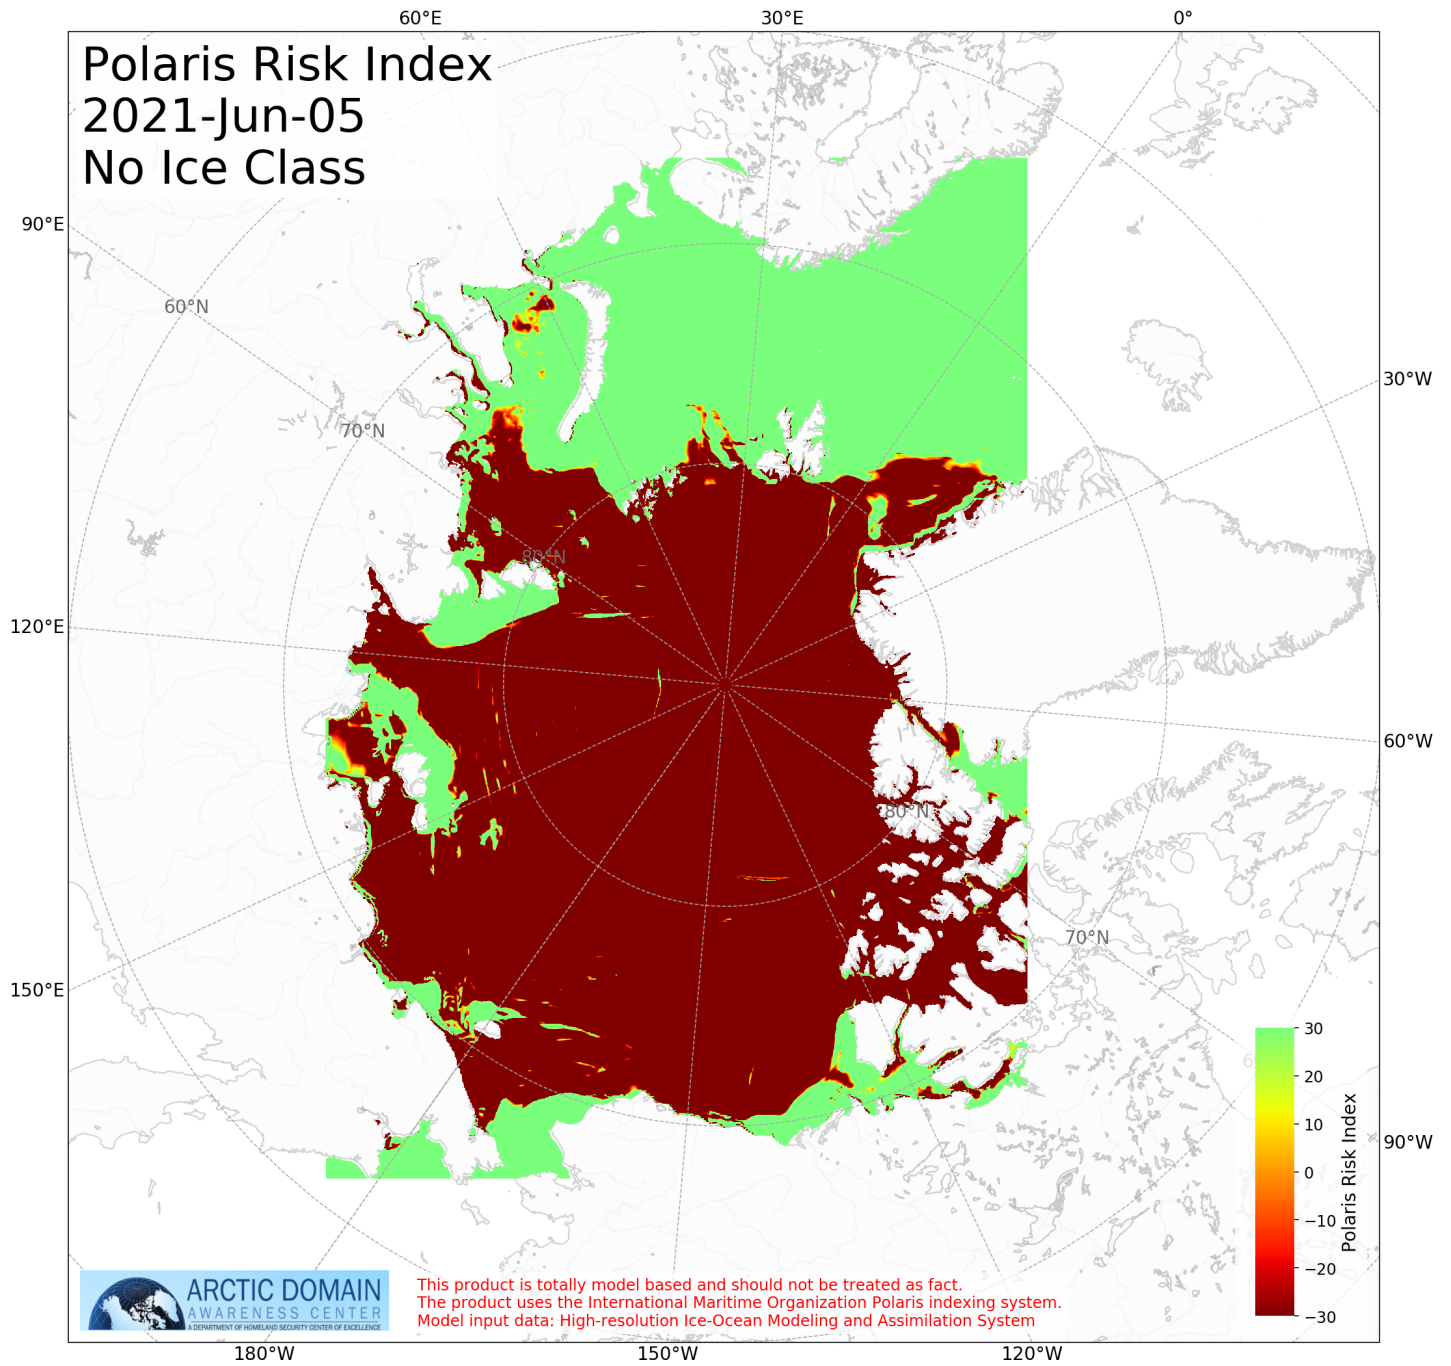 60°E 30°E 0°
Polaris Risk Index
2021-Jun-05
No Ice Class
90°E
60°N
30°W
70°N
80°N
120°E
60°W
80°N
70°N
150°E
30
20
10
0
−10
−20
−30
Polaris Risk Index
90°W
ARCTIC DOMAIN
AWARENESS CENTER
A DEPARTMENT OF HOMELAND SECURITY CENTER OF EXCELLENCE
This product is totally model based and should not be treated as fact.
The product uses the International Maritime Organization Polaris indexing system.
Model input data: High-resolution Ice-Ocean Modeling and Assimilation System
180°W 150°W 120°W